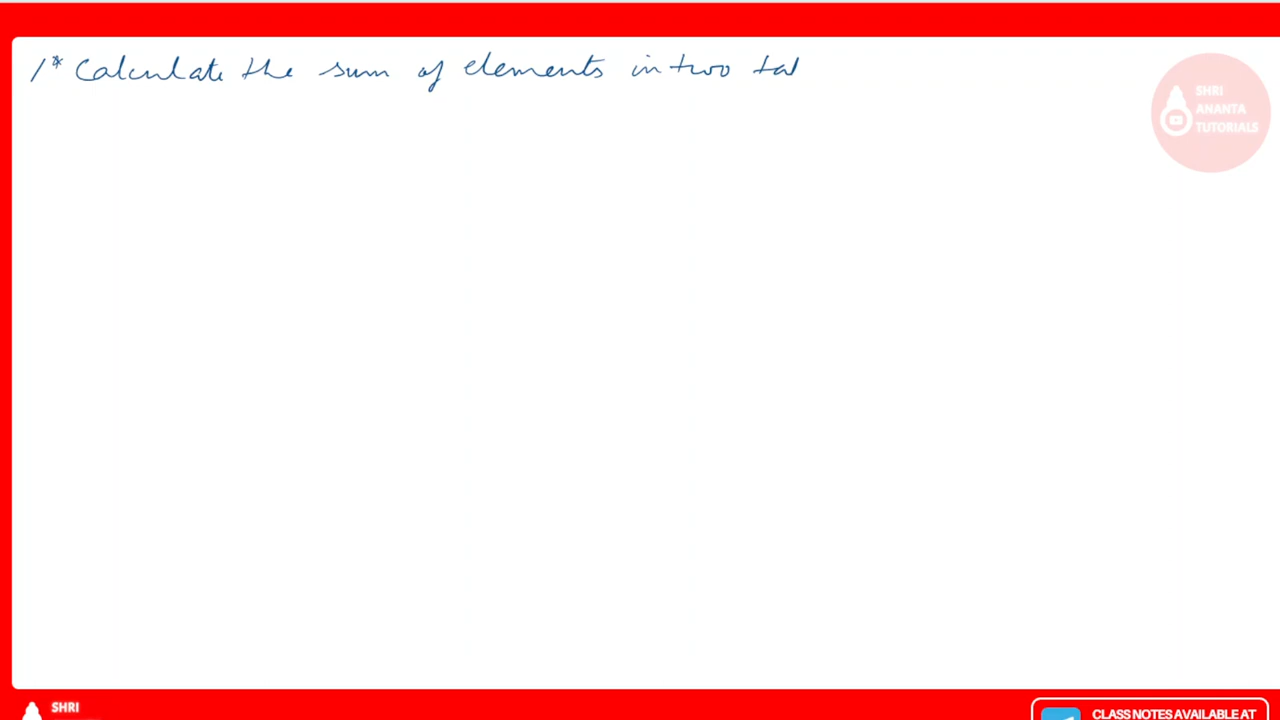 /* Calculate the sum of elements in two tal
SHRI
ANANTA
TUTORIALS
SHRI
CLASS NOTES AVAILABLE AT